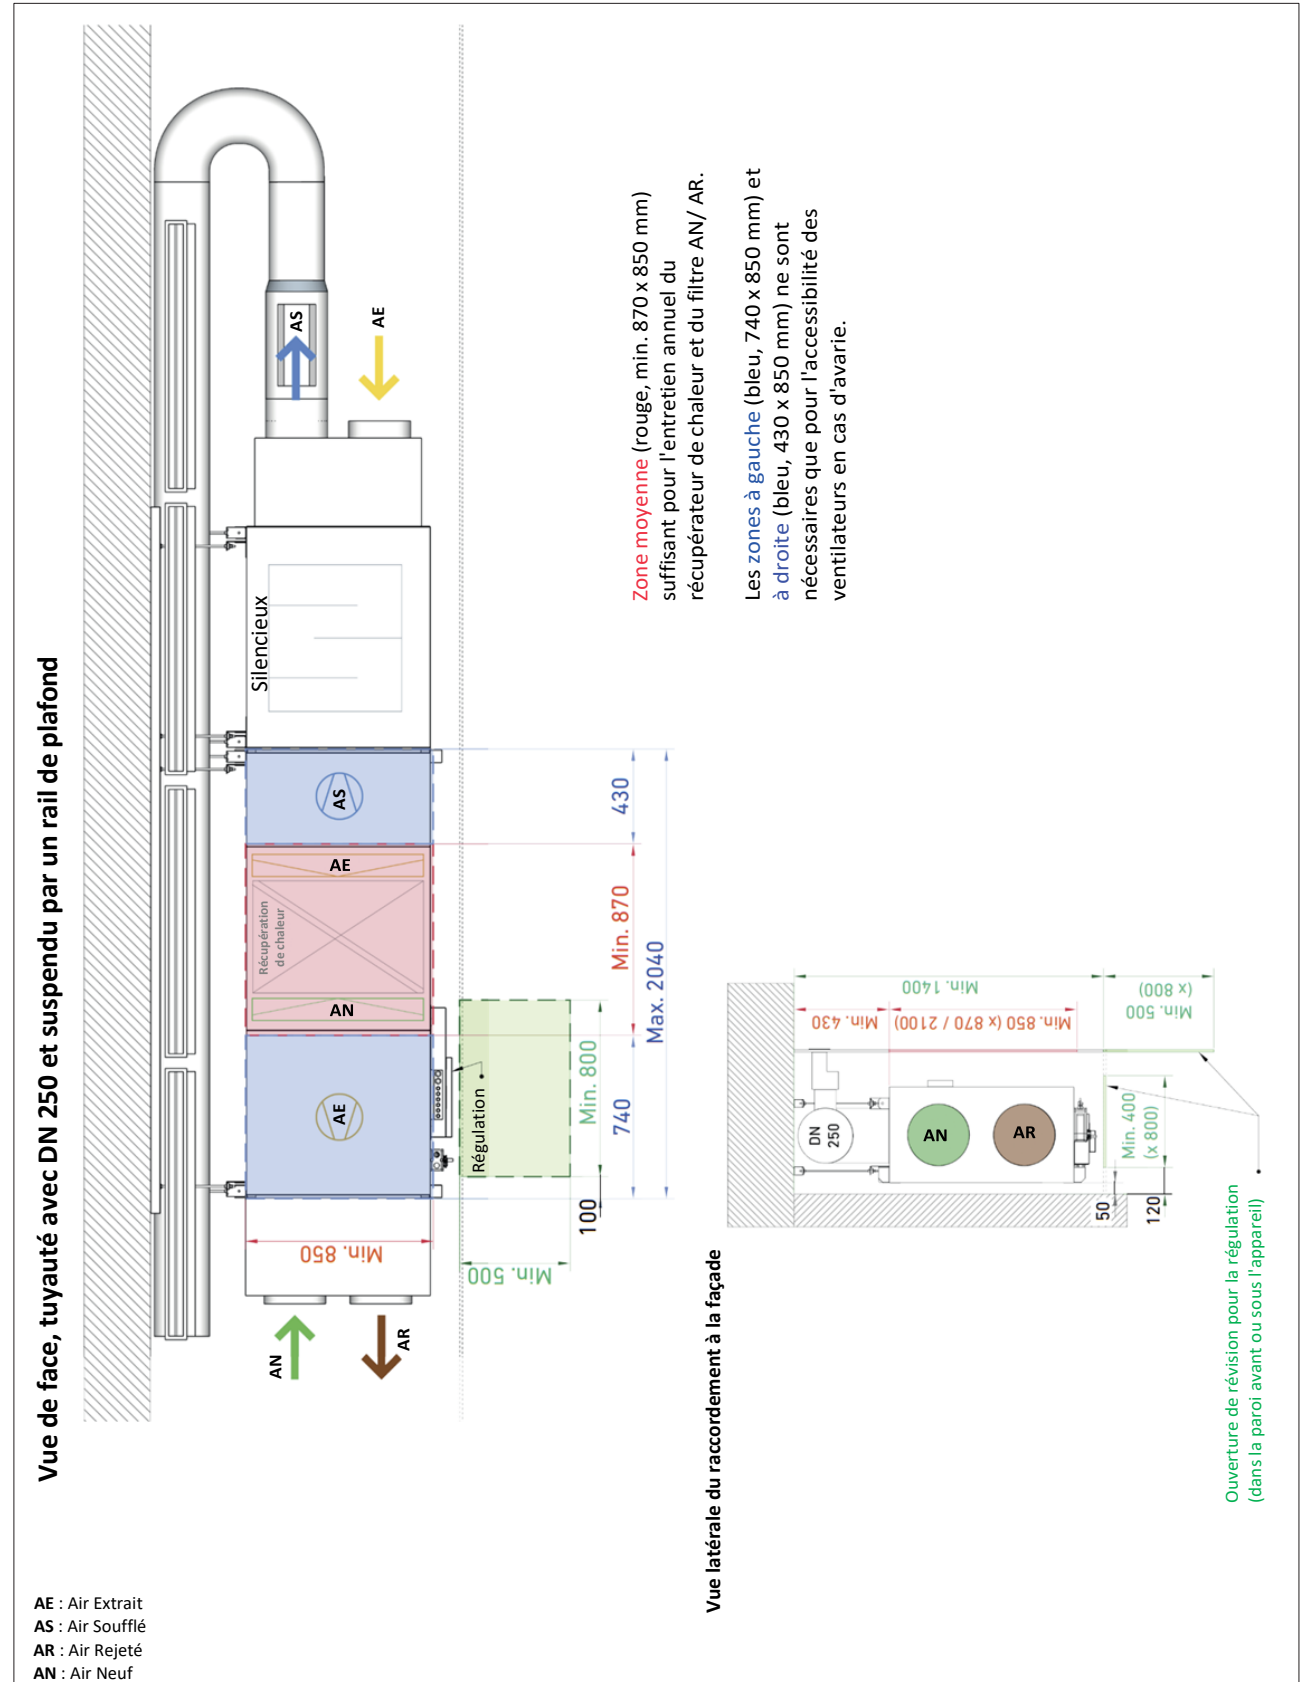 Vue de face, tuyauté avec DN 250 et suspendu par un rail de plafond
AS
AE
Silencieux
AS
AE
Récupération
de chaleur
AN
AE
Régulation
AN
AR
Min. 850
Min. 500
100
Min. 800
740
Min. 870
430
Max. 2040
Zone moyenne (rouge, min. 870 x 850 mm)
suffisant pour l'entretien annuel du
récupérateur de chaleur et du filtre AN/ AR.
Les zones à gauche (bleu, 740 x 850 mm) et
à droite (bleu, 430 x 850 mm) ne sont
nécessaires que pour l'accessibilité des
ventilateurs en cas d'avarie.
Vue latérale du raccordement à la façade
DN
250
AN
AR
Min. 430
Min. 850 (x 870 / 2100)
Min. 1400
Min. 500
(x 800)
Min. 400
(x 800)
50
120
Ouverture de révision pour la régulation
(dans la paroi avant ou sous l'appareil)
AE : Air Extrait
AS : Air Soufflé
AR : Air Rejeté
AN : Air Neuf